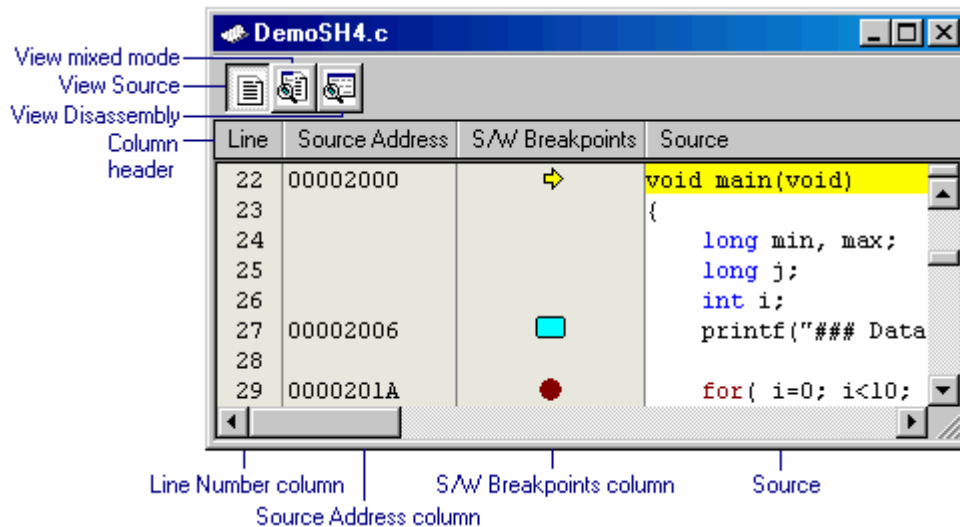 DemoSH4.c
View mixed mode
View Source
View Disassembly
Column header
Line Source Address S/W Breakpoints Source
22 00002000 void main(void)
23 {
24 long min, max;
25 long j;
26 int i;
27 00002006 printf("### Data
28
29 0000201A for( i=0; i<10;
Line Number column S/W Breakpoints column Source
Source Address column